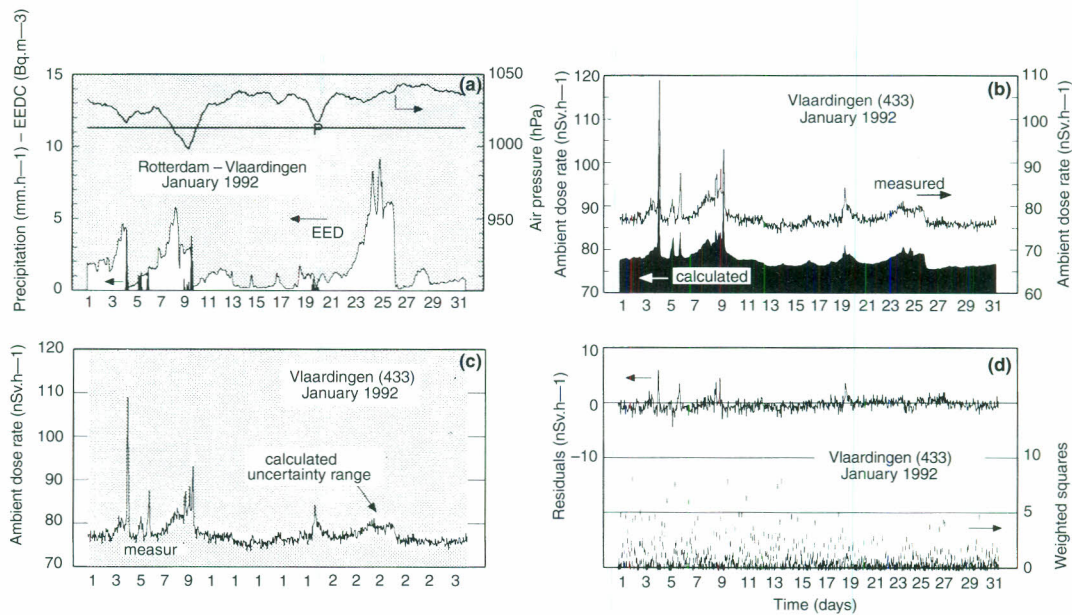 Precipitation (mm.h—1) – EEDC (Bq.m—3)
15
10
5
0
1 3 5 7 9 11 13 15 17 19 21 23 25 27 29 31
(a)
Rotterdam – Vlaardingen
January 1992
P
EED
1050
1000
950
Air pressure (hPa)
Ambient dose rate (nSv.h—1)
120
110
100
90
80
70
1 3 5 7 9 11 13 15 17 19 21 23 25 27 29 31
(b)
Vlaardingen (433)
January 1992
measured
calculated
110
100
90
80
70
60
Ambient dose rate (nSv.h—1)
Ambient dose rate (nSv.h—1)
120
110
100
90
80
70
1 3 5 7 9 1 1 1 1 1 2 2 2 2 2 3
(c)
Vlaardingen (433)
January 1992
calculated
uncertainty range
measur
Residuals (nSv.h—1)
10
0
–10
(d)
Vlaardingen (433)
January 1992
10
5
0
Weighted squares
1 3 5 7 9 11 13 15 17 19 21 23 25 27 29 31
Time (days)